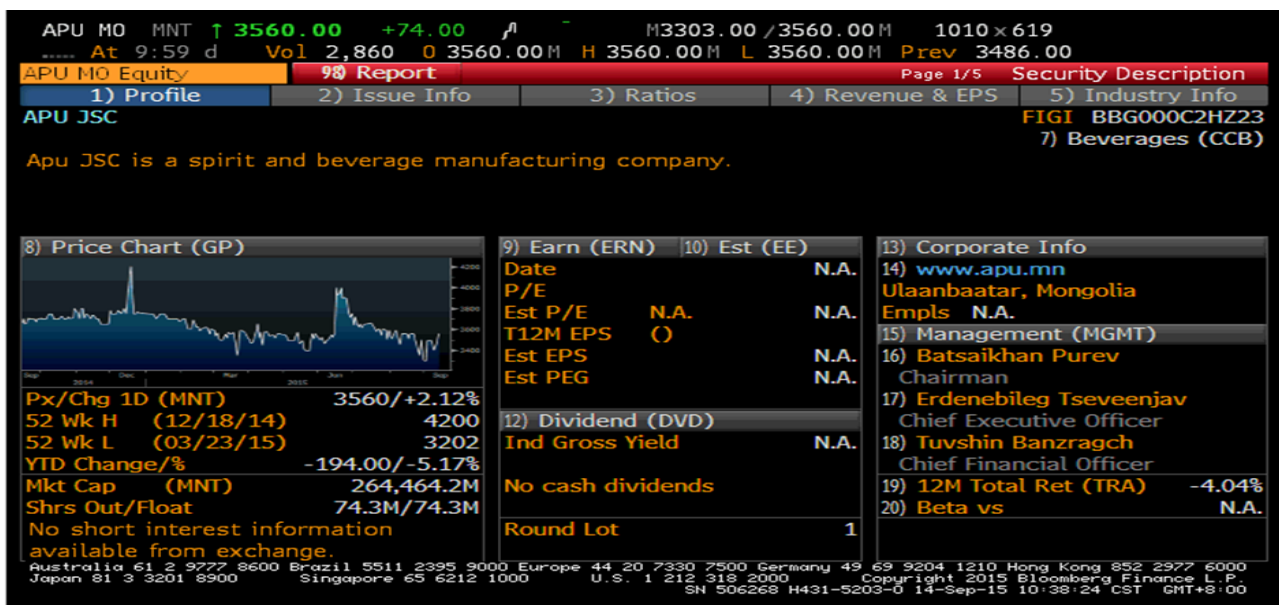 APU MO MNT ↑ 3560.00 +74.00 M3303.00 /3560.00M 1010×619
At 9:59 d Vol 2,860 O 3560.00M H 3560.00M L 3560.00M Prev 3486.00
APU MO Equity 98) Report Page 1/5 Security Description
1) Profile 2) Issue Info 3) Ratios 4) Revenue & EPS 5) Industry Info
APU JSC FIGI BBG000C2HZ23
7) Beverages (CCB)
Apu JSC is a spirit and beverage manufacturing company.
8) Price Chart (GP)
4200
4000
3800
3600
3400
Sep Dec Mar Jun Sep
2014 2015
Px/Chg 1D (MNT) 3560/+2.12%
52 Wk H (12/18/14) 4200
52 Wk L (03/23/15) 3202
YTD Change/% -194.00/-5.17%
Mkt Cap (MNT) 264,464.2M
Shrs Out/Float 74.3M/74.3M
No short interest information
available from exchange.
9) Earn (ERN) 10) Est (EE)
Date N.A.
P/E
Est P/E N.A. N.A.
T12M EPS ()
Est EPS N.A.
Est PEG N.A.
12) Dividend (DVD)
Ind Gross Yield N.A.
No cash dividends
Round Lot 1
13) Corporate Info
14) www.apu.mn
Ulaanbaatar, Mongolia
Empls N.A.
15) Management (MGMT)
16) Batsaikhan Purev
Chairman
17) Erdenebileg Tseveenjav
Chief Executive Officer
18) Tuvshin Banzragch
Chief Financial Officer
19) 12M Total Ret (TRA) -4.04%
20) Beta vs N.A.
Australia 61 2 9777 8600 Brazil 5511 2395 9000 Europe 44 20 7330 7500 Germany 49 69 9204 1210 Hong Kong 852 2977 6000
Japan 81 3 3201 8900 Singapore 65 6212 1000 U.S. 1 212 318 2000 Copyright 2015 Bloomberg Finance L.P.
SN 506268 H431-5203-0 14-Sep-15 10:38:24 CST GMT+8:00